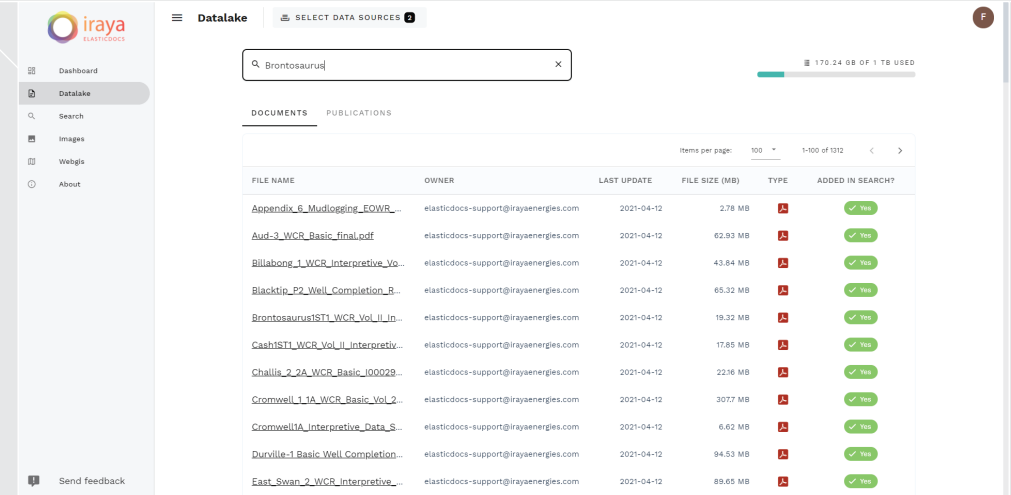 iraya
ELASTICDOCS
Datalake
SELECT DATA SOURCES 2
F
Dashboard
Datalake
Search
Images
Webgis
About
Send feedback
Brontosaurus
170.24 GB OF 1 TB USED
DOCUMENTS PUBLICATIONS
Items per page: 100 1-100 of 1312
FILE NAME OWNER LAST UPDATE FILE SIZE (MB) TYPE ADDED IN SEARCH?
Appendix_6_Mudlogging_EOWR_... elasticdocs-support@irayaenergies.com 2021-04-12 2.78 MB Yes
Aud-3_WCR_Basic_final.pdf elasticdocs-support@irayaenergies.com 2021-04-12 62.93 MB Yes
Billabong_1_WCR_Interpretive_Vo... elasticdocs-support@irayaenergies.com 2021-04-12 43.84 MB Yes
Blacktip_P2_Well_Completion_R... elasticdocs-support@irayaenergies.com 2021-04-12 65.32 MB Yes
Brontosaurus1ST1_WCR_Vol_II_In... elasticdocs-support@irayaenergies.com 2021-04-12 19.32 MB Yes
Cash1ST1_WCR_Vol_II_Interpretiv... elasticdocs-support@irayaenergies.com 2021-04-12 17.85 MB Yes
Challis_2_2A_WCR_Basic_I00029... elasticdocs-support@irayaenergies.com 2021-04-12 22.16 MB Yes
Cromwell_1_1A_WCR_Basic_Vol_2... elasticdocs-support@irayaenergies.com 2021-04-12 307.7 MB Yes
Cromwell1A_Interpretive_Data_S... elasticdocs-support@irayaenergies.com 2021-04-12 6.62 MB Yes
Durville-1 Basic Well Completion... elasticdocs-support@irayaenergies.com 2021-04-12 94.53 MB Yes
East_Swan_2_WCR_Interpretive_... elasticdocs-support@irayaenergies.com 2021-04-12 89.65 MB Yes